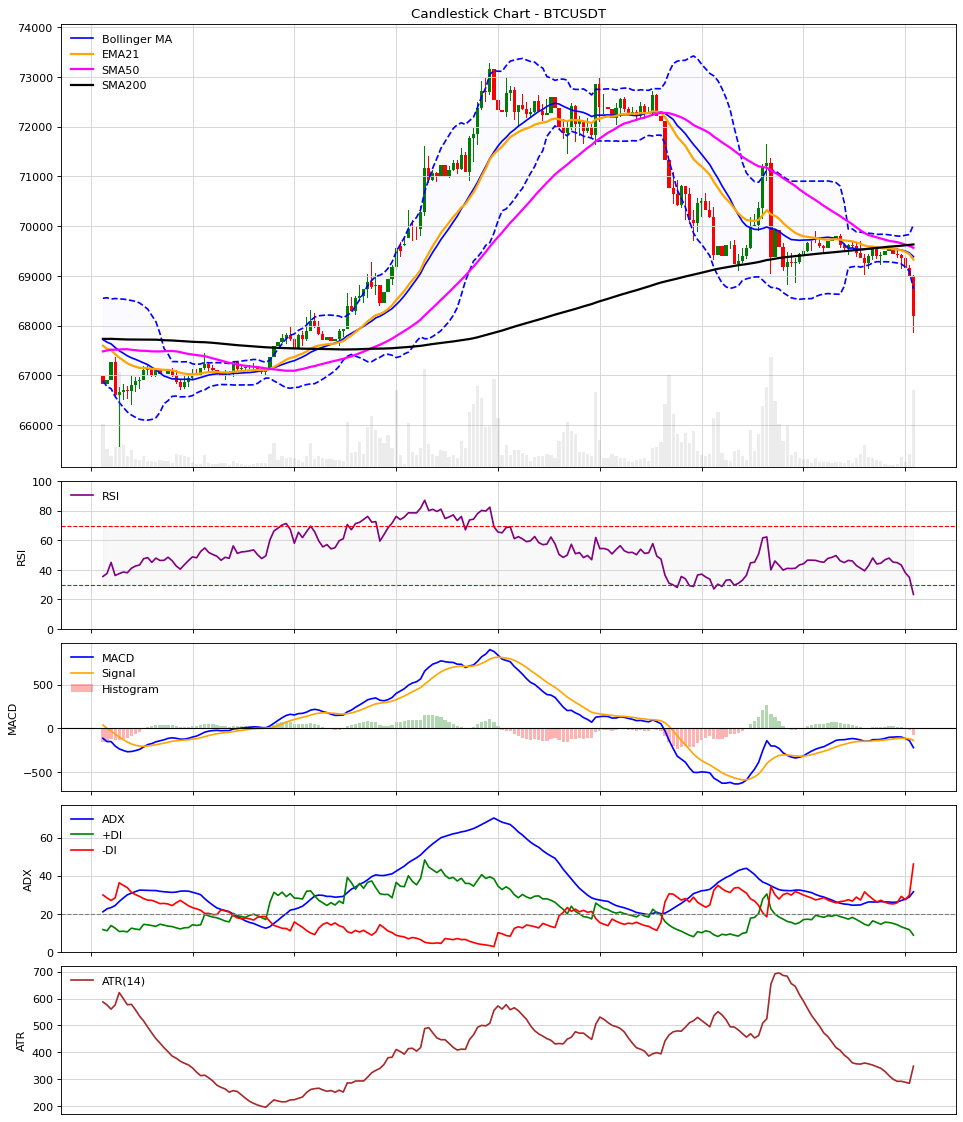 Candlestick Chart - BTCUSDT
74000
73000
72000
71000
70000
69000
68000
67000
66000
Bollinger MA
EMA21
SMA50
SMA200
100
80
60
40
20
0
RSI
RSI
500
0
−500
MACD
MACD
Signal
Histogram
60
40
20
0
ADX
ADX
+DI
-DI
700
600
500
400
300
200
ATR
ATR(14)